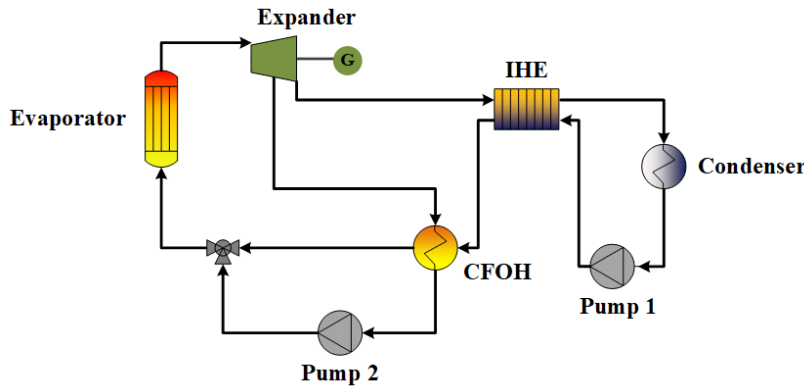 Expander
G
IHE
Evaporator
Condenser
CFOH
Pump 1
Pump 2